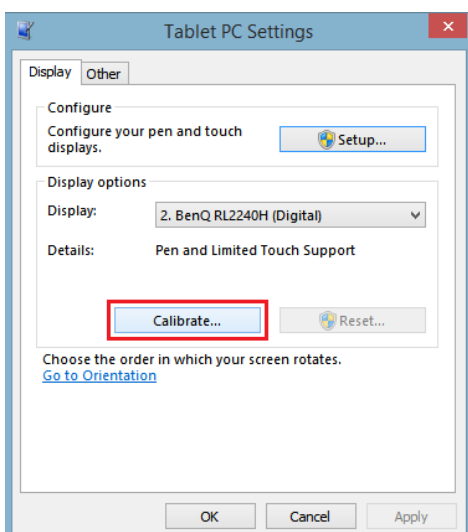 Tablet PC Settings
Display Other
Configure
Configure your pen and touch
displays.
Setup...
Display options
Display: 2. BenQ RL2240H (Digital)
Details: Pen and Limited Touch Support
Calibrate... Reset...
Choose the order in which your screen rotates.
Go to Orientation
OK Cancel Apply